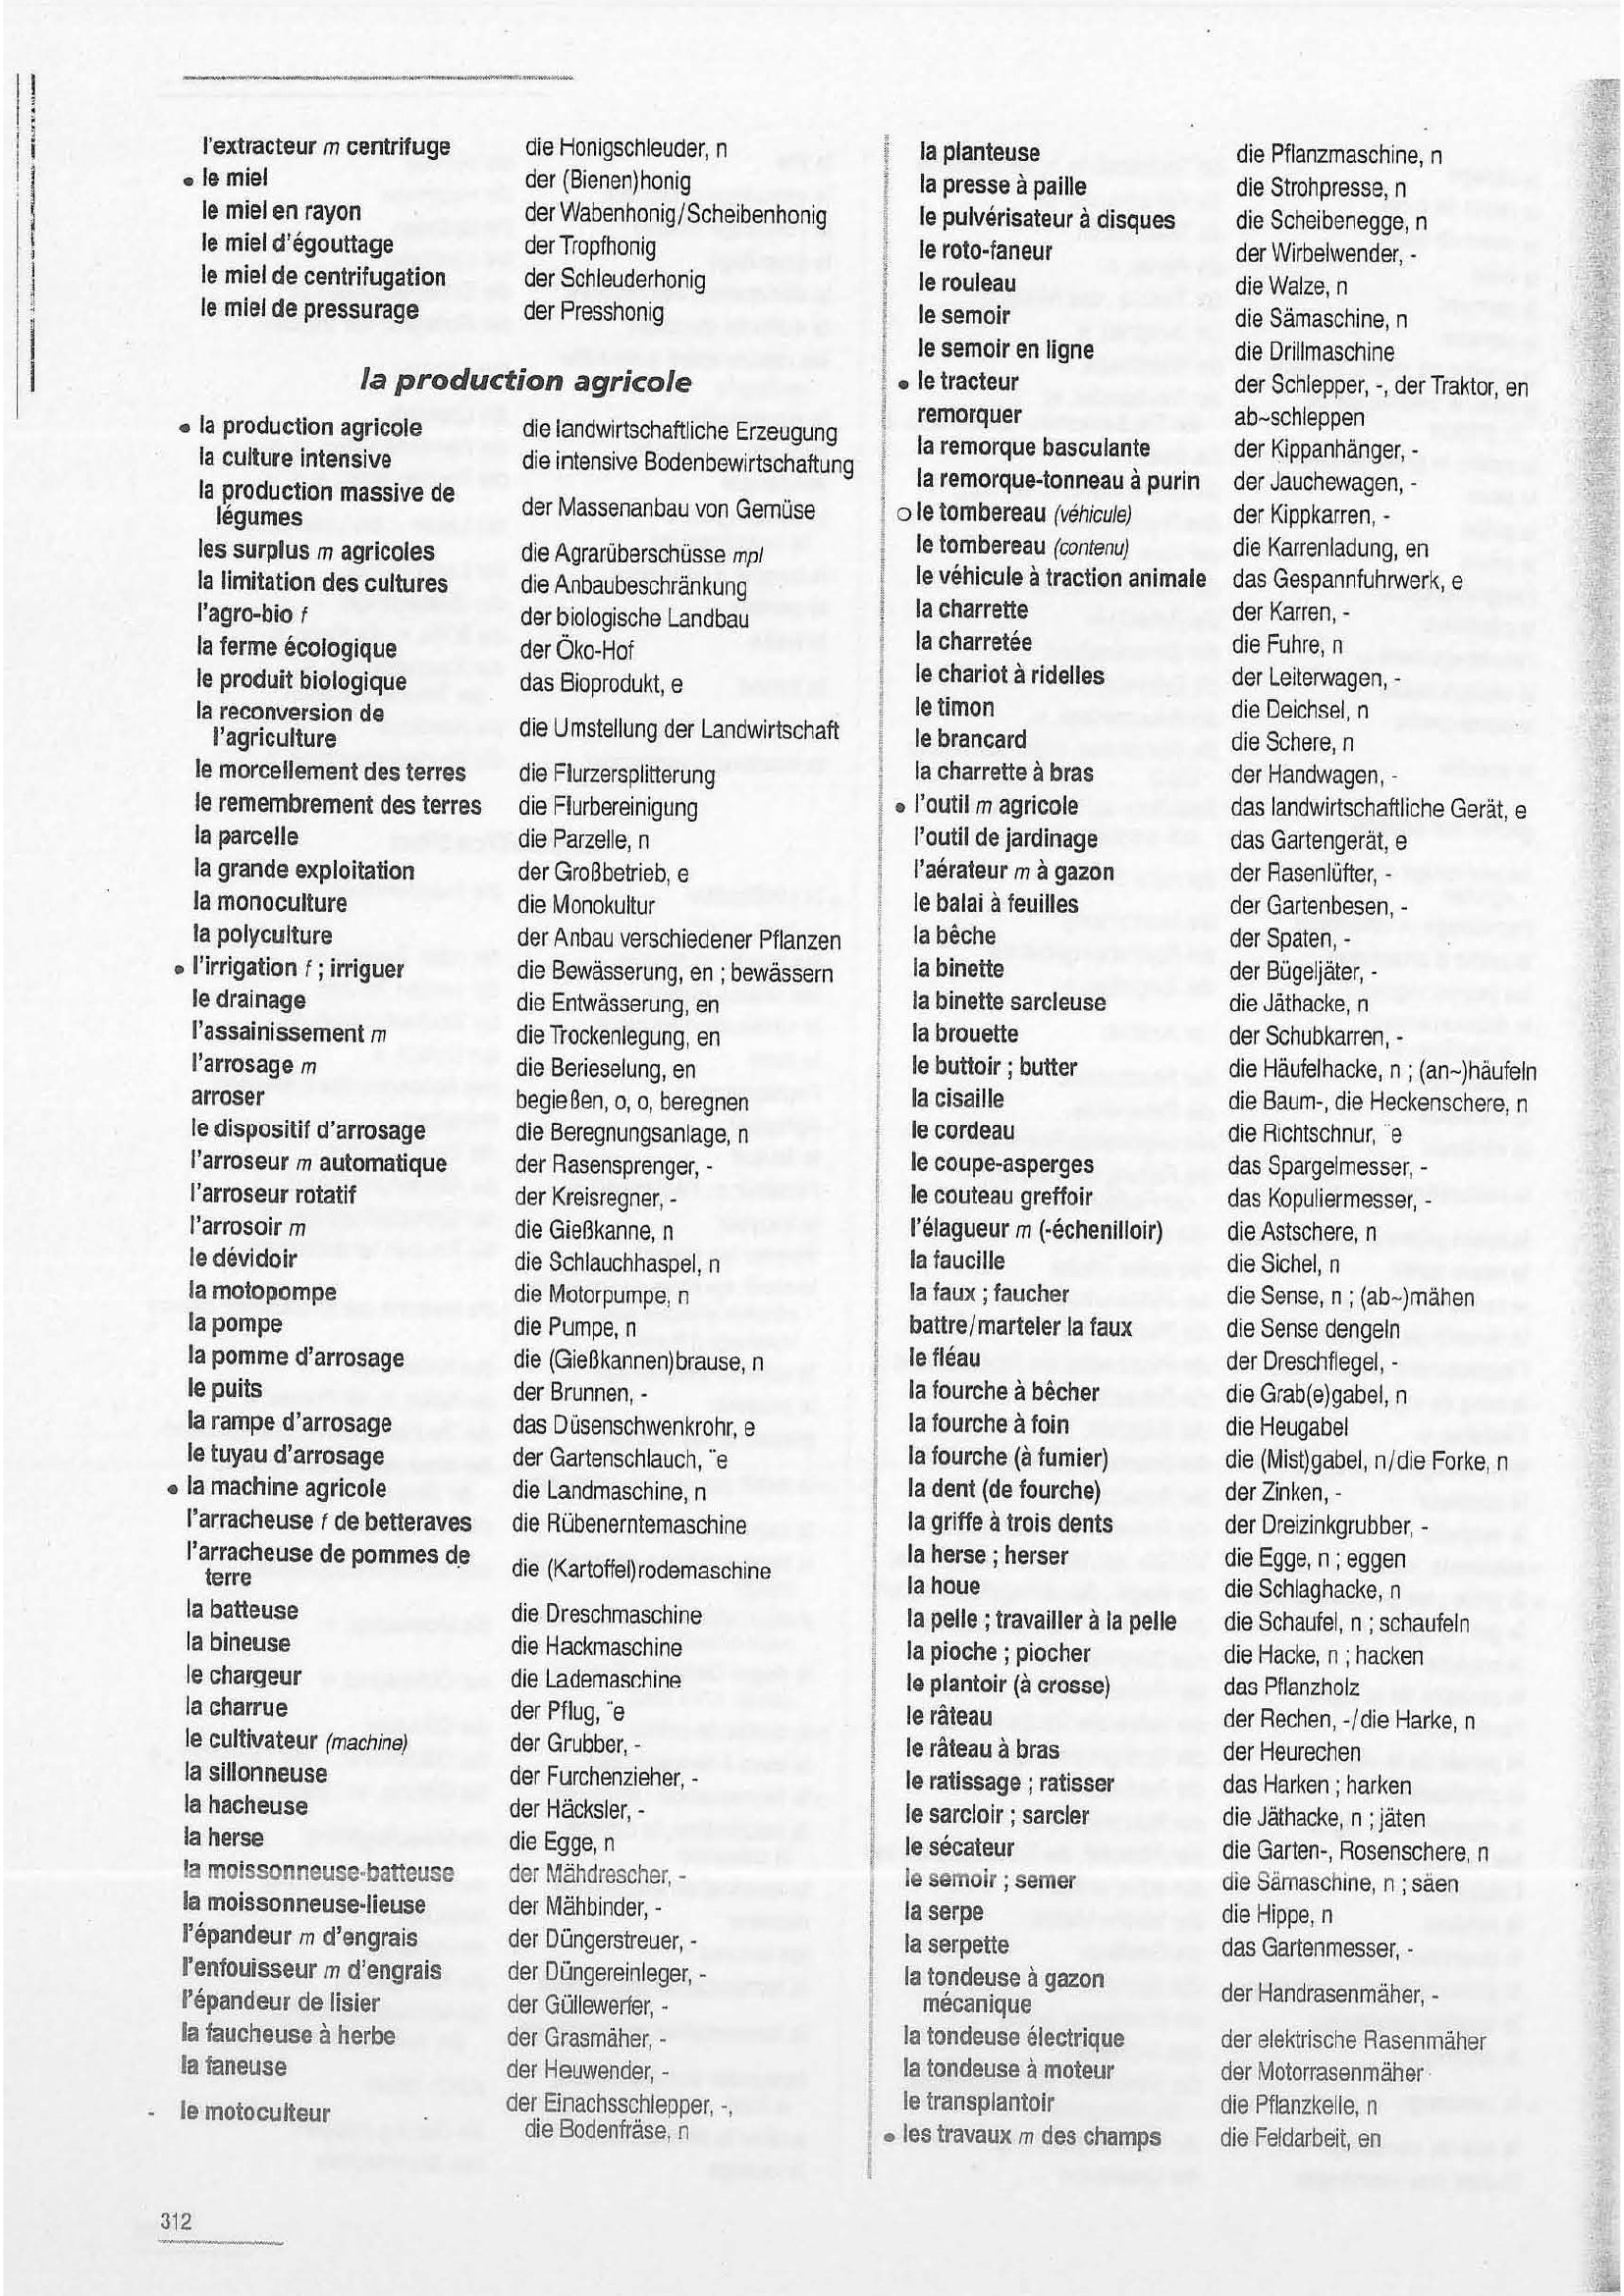 l'extracteur m centrifuge die Honigschleuder, n
• le miel der (Bienen)honig
le miel en rayon der Wabenhonig/Scheibenhonig
le miel d'égouttage der Tropfhonig
le miel de centrifugation der Schleuderhonig
le miel de pressurage der Presshonig
la production agricole
• la production agricole die landwirtschaftliche Erzeugung
la culture intensive die intensive Bodenbewirtschaftung
la production massive de
légumes der Massenanbau von Gemüse
les surplus m agricoles die Agrarüberschüsse mpl
la limitation des cultures die Anbaubeschränkung
l'agro-bio f der biologische Landbau
la ferme écologique der Öko-Hof
le produit biologique das Bioprodukt, e
la reconversion de
l'agriculture die Umstellung der Landwirtschaft
le morcellement des terres die Flurzersplitterung
le remembrement des terres die Flurbereinigung
la parcelle die Parzelle, n
la grande exploitation der Großbetrieb, e
la monoculture die Monokultur
la polyculture der Anbau verschiedener Pflanzen
• l'irrigation f ; irriguer die Bewässerung, en ; bewässern
le drainage die Entwässerung, en
l'assainissement m die Trockenlegung, en
l'arrosage m die Berieselung, en
arroser begießen, o, o, beregnen
le dispositif d'arrosage die Beregnungsanlage, n
l'arroseur m automatique der Rasensprenger, -
l'arroseur rotatif der Kreisregner, -
l'arrosoir m die Gießkanne, n
le dévidoir die Schlauchhaspel, n
la motopompe die Motorpumpe, n
la pompe die Pumpe, n
la pomme d'arrosage die (Gießkannen)brause, n
le puits der Brunnen, -
la rampe d'arrosage das Düsenschwenkrohr, e
le tuyau d'arrosage der Gartenschlauch, ¨e
• la machine agricole die Landmaschine, n
l'arracheuse f de betteraves die Rübenerntemaschine
l'arracheuse de pommes de
terre die (Kartoffel)rodemaschine
la batteuse die Dreschmaschine
la bineuse die Hackmaschine
le chargeur die Lademaschine
la charrue der Pflug, ¨e
le cultivateur (machine) der Grubber, -
la sillonneuse der Furchenzieher, -
la hacheuse der Häcksler, -
la herse die Egge, n
la moissonneuse-batteuse der Mähdrescher, -
la moissonneuse-lieuse der Mähbinder, -
l'épandeur m d'engrais der Düngerstreuer, -
l'enfouisseur m d'engrais der Düngereinleger, -
l'épandeur de lisier der Güllewerfer, -
la faucheuse à herbe der Grasmäher, -
la faneuse der Heuwender, -
le motoculteur der Einachsschlepper, -,
die Bodenfräse, n
la planteuse die Pflanzmaschine, n
la presse à paille die Strohpresse, n
le pulvérisateur à disques die Scheibenegge, n
le roto-faneur der Wirbelwender, -
le rouleau die Walze, n
le semoir die Sämaschine, n
le semoir en ligne die Drillmaschine
• le tracteur der Schlepper, -, der Traktor, en
remorquer ab~schleppen
la remorque basculante der Kippanhänger, -
la remorque-tonneau à purin der Jauchewagen, -
○ le tombereau (véhicule) der Kippkarren, -
le tombereau (contenu) die Karrenladung, en
le véhicule à traction animale das Gespannfuhrwerk, e
la charrette der Karren, -
la charretée die Fuhre, n
le chariot à ridelles der Leiterwagen, -
le timon die Deichsel, n
le brancard die Schere, n
la charrette à bras der Handwagen, -
• l'outil m agricole das landwirtschaftliche Gerät, e
l'outil de jardinage das Gartengerät, e
l'aérateur m à gazon der Rasenlüfter, -
le balai à feuilles der Gartenbesen, -
la bêche der Spaten, -
la binette der Bügeljäter, -
la binette sarcleuse die Jäthacke, n
la brouette der Schubkarren, -
le buttoir ; butter die Häufelhacke, n ; (an~)häufeln
la cisaille die Baum-, die Heckenschere, n
le cordeau die Richtschnur, ¨e
le coupe-asperges das Spargelmesser, -
le couteau greffoir das Kopuliermesser, -
l'élagueur m (-échenilloir) die Astschere, n
la faucille die Sichel, n
la faux ; faucher die Sense, n ; (ab~)mähen
battre/marteler la faux die Sense dengeln
le fléau der Dreschflegel, -
la fourche à bêcher die Grab(e)gabel, n
la fourche à foin die Heugabel
la fourche (à fumier) die (Mist)gabel, n/die Forke, n
la dent (de fourche) der Zinken, -
la griffe à trois dents der Dreizinkgrubber, -
la herse ; herser die Egge, n ; eggen
la houe die Schlaghacke, n
la pelle ; travailler à la pelle die Schaufel, n ; schaufeln
la pioche ; piocher die Hacke, n ; hacken
le plantoir (à crosse) das Pflanzholz
le râteau der Rechen, -/die Harke, n
le râteau à bras der Heurechen
le ratissage ; ratisser das Harken ; harken
le sarcloir ; sarcler die Jäthacke, n ; jäten
le sécateur die Garten-, Rosenschere, n
le semoir ; semer die Sämaschine, n ; säen
la serpe die Hippe, n
la serpette das Gartenmesser, -
la tondeuse à gazon
mécanique der Handrasenmäher, -
la tondeuse électrique der elektrische Rasenmäher
la tondeuse à moteur der Motorrasenmäher
le transplantoir die Pflanzkelle, n
• les travaux m des champs die Feldarbeit, en
312